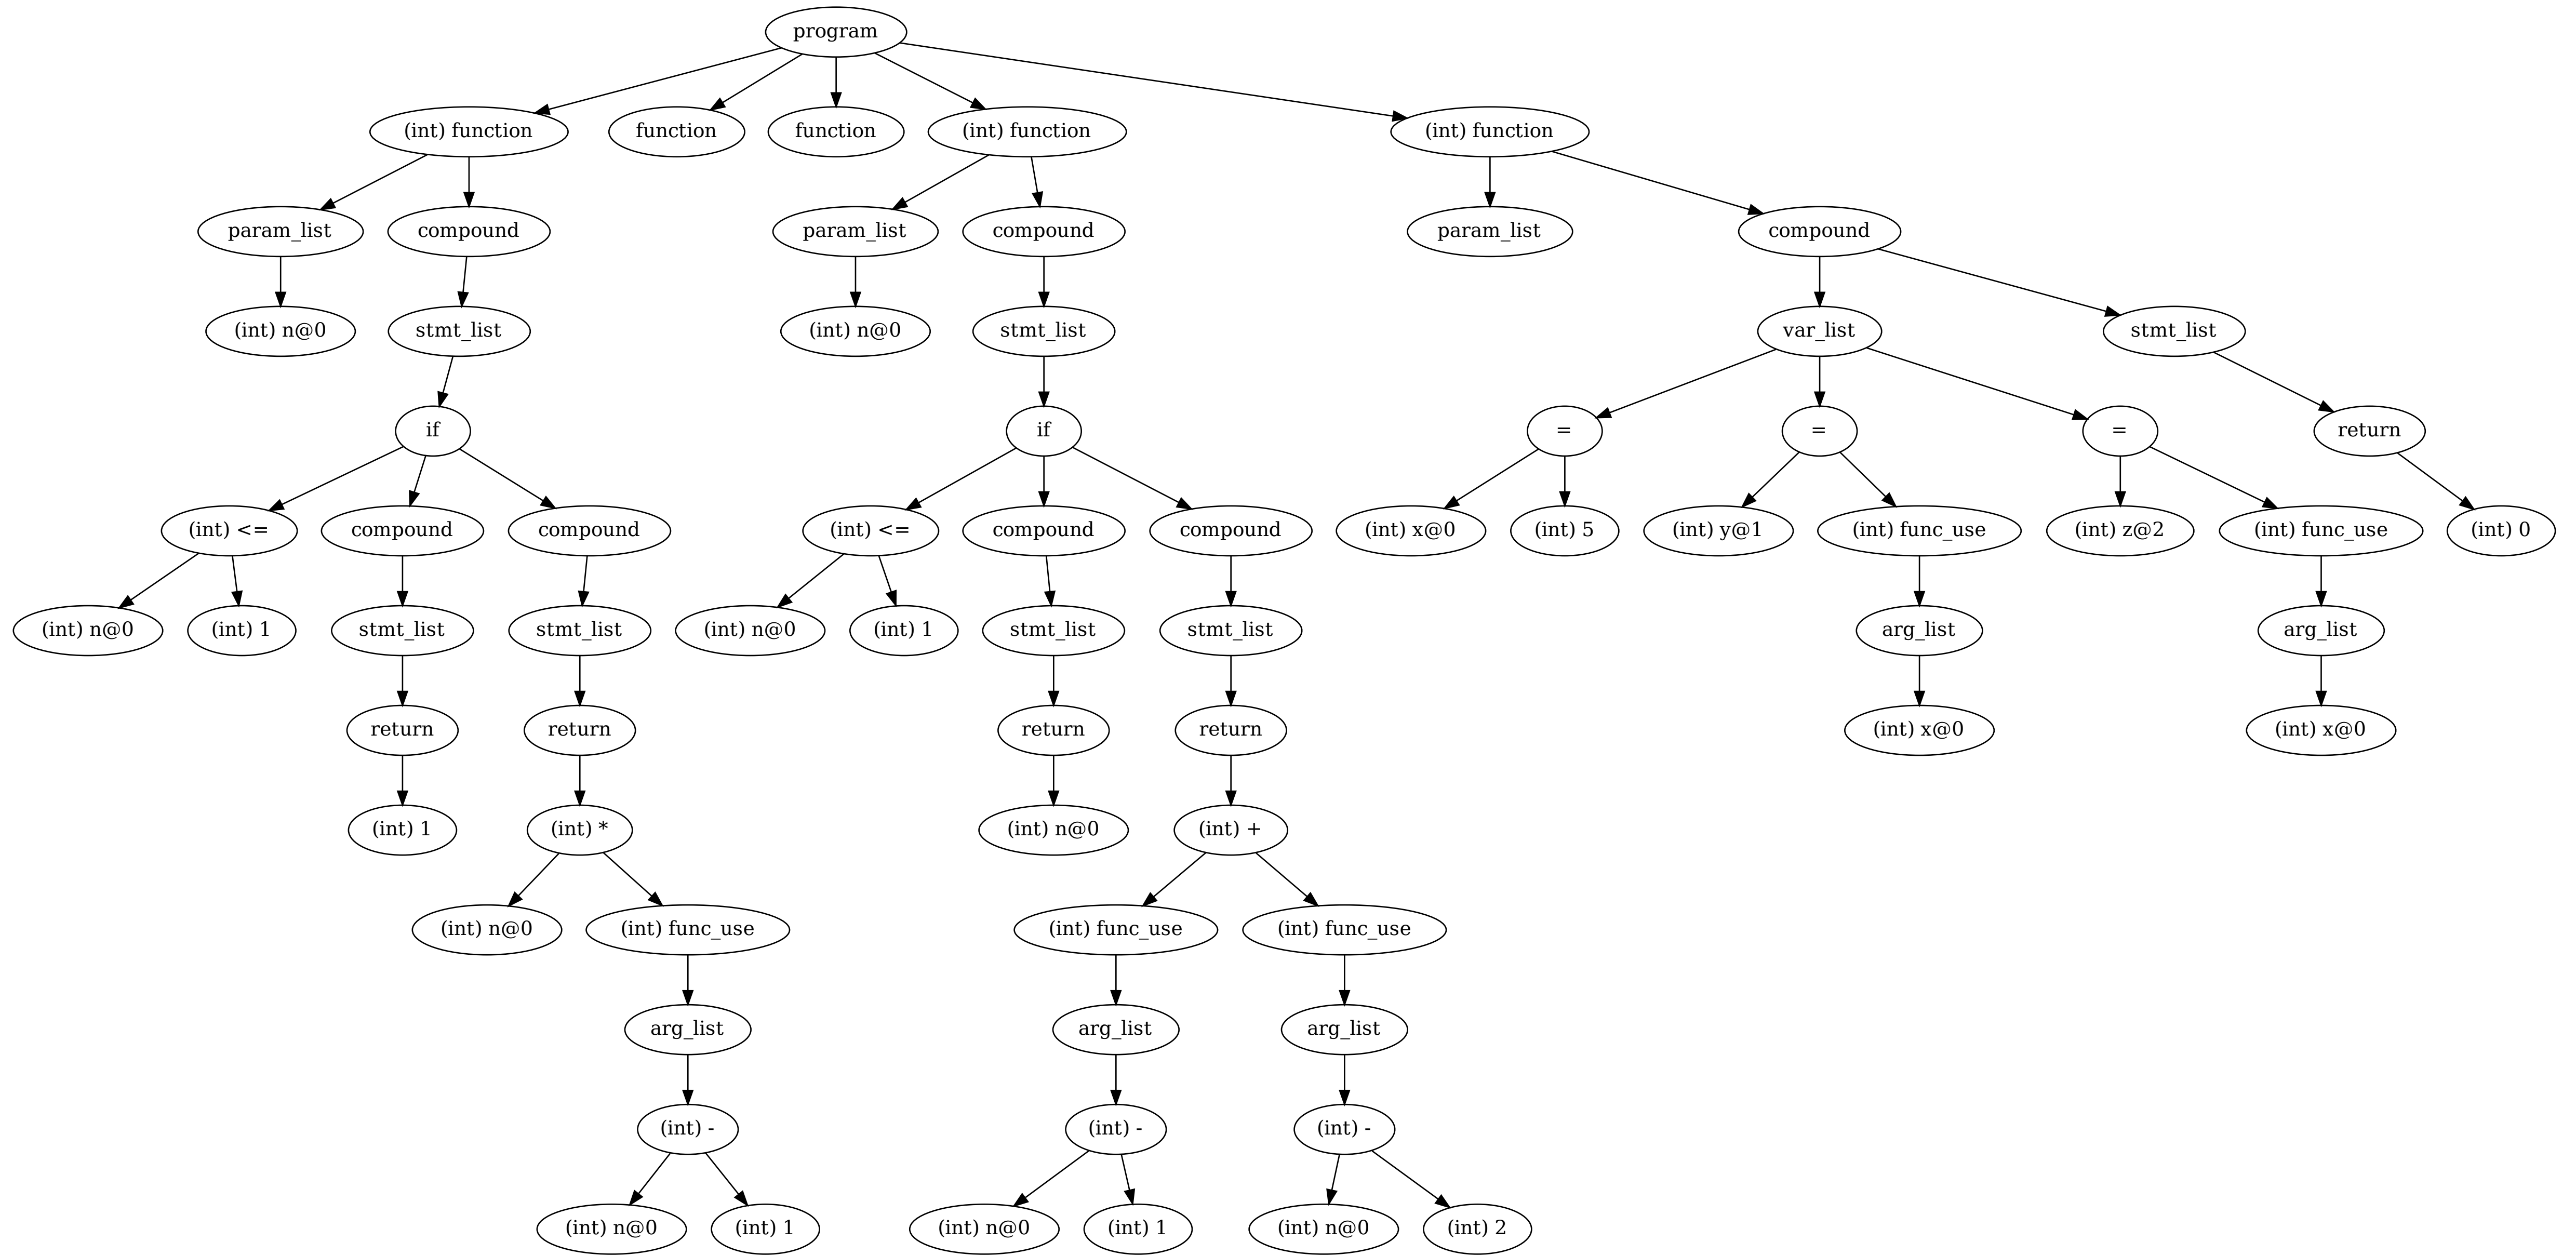 program
(int) function
function
function
(int) function
(int) function
param_list
compound
param_list
compound
param_list
compound
(int) n@0
stmt_list
(int) n@0
stmt_list
var_list
stmt_list
if
if
=
=
=
return
(int) <=
compound
compound
(int) <=
compound
compound
(int) x@0
(int) 5
(int) y@1
(int) func_use
(int) z@2
(int) func_use
(int) 0
(int) n@0
(int) 1
stmt_list
stmt_list
(int) n@0
(int) 1
stmt_list
stmt_list
arg_list
arg_list
return
return
return
return
(int) x@0
(int) x@0
(int) 1
(int) *
(int) n@0
(int) +
(int) n@0
(int) func_use
(int) func_use
(int) func_use
arg_list
arg_list
arg_list
(int) -
(int) -
(int) -
(int) n@0
(int) 1
(int) n@0
(int) 1
(int) n@0
(int) 2